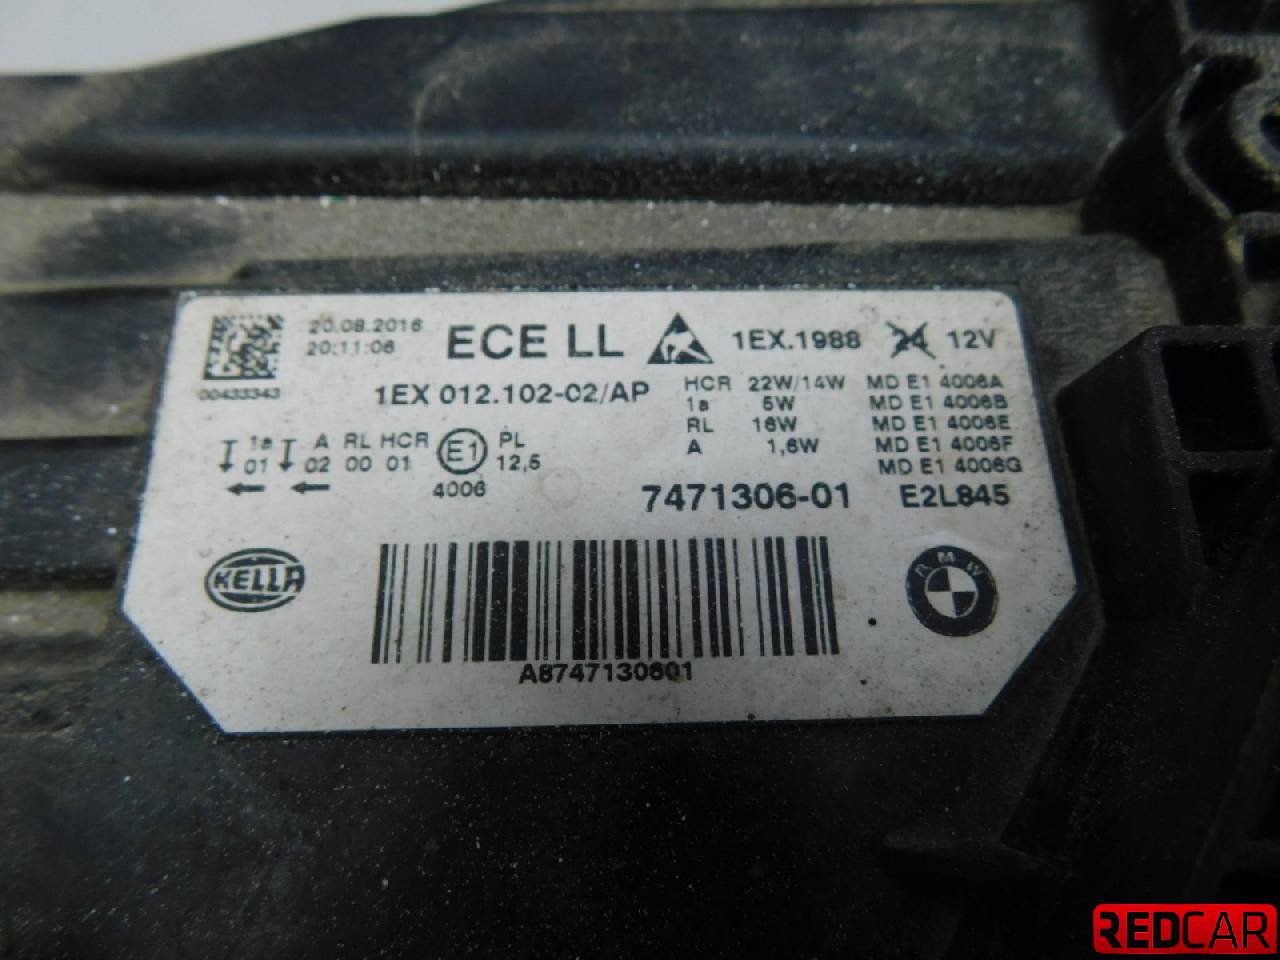 20.08.2016
20:11:06
00433343
ECE LL
1EX.1988 24 12V
1EX 012.102-02/AP
HCR 22W/14W MD E1 4006A
1a 5W MD E1 4006B
RL 16W MD E1 4006E
A 1,6W MD E1 4006F
MD E1 4006G
1a A RL HCR E1 PL
01 02 00 01 12,5
4006
7471306-01 E2L845
HELLA
BMW
A8747130601
REDCAR